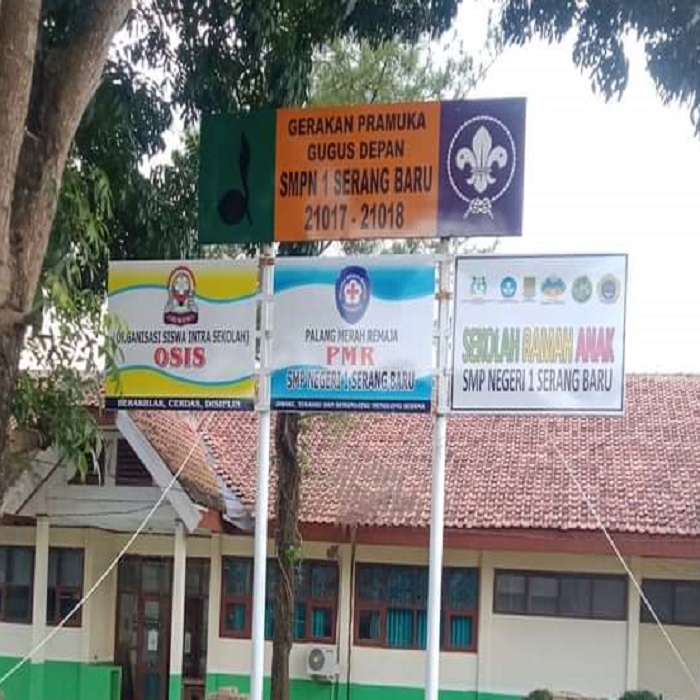 GERAKAN PRAMUKA
GUGUS DEPAN
SMPN 1 SERANG BARU
21017 - 21018
(ORGANISASI SISWA INTRA SEKOLAH)
OSIS
BERAKHLAK, CERDAS, DISIPLIN
PALANG MERAH REMAJA
PMR
SMP NEGERI 1 SERANG BARU
SEKOLAH RAMAH ANAK
SMP NEGERI 1 SERANG BARU